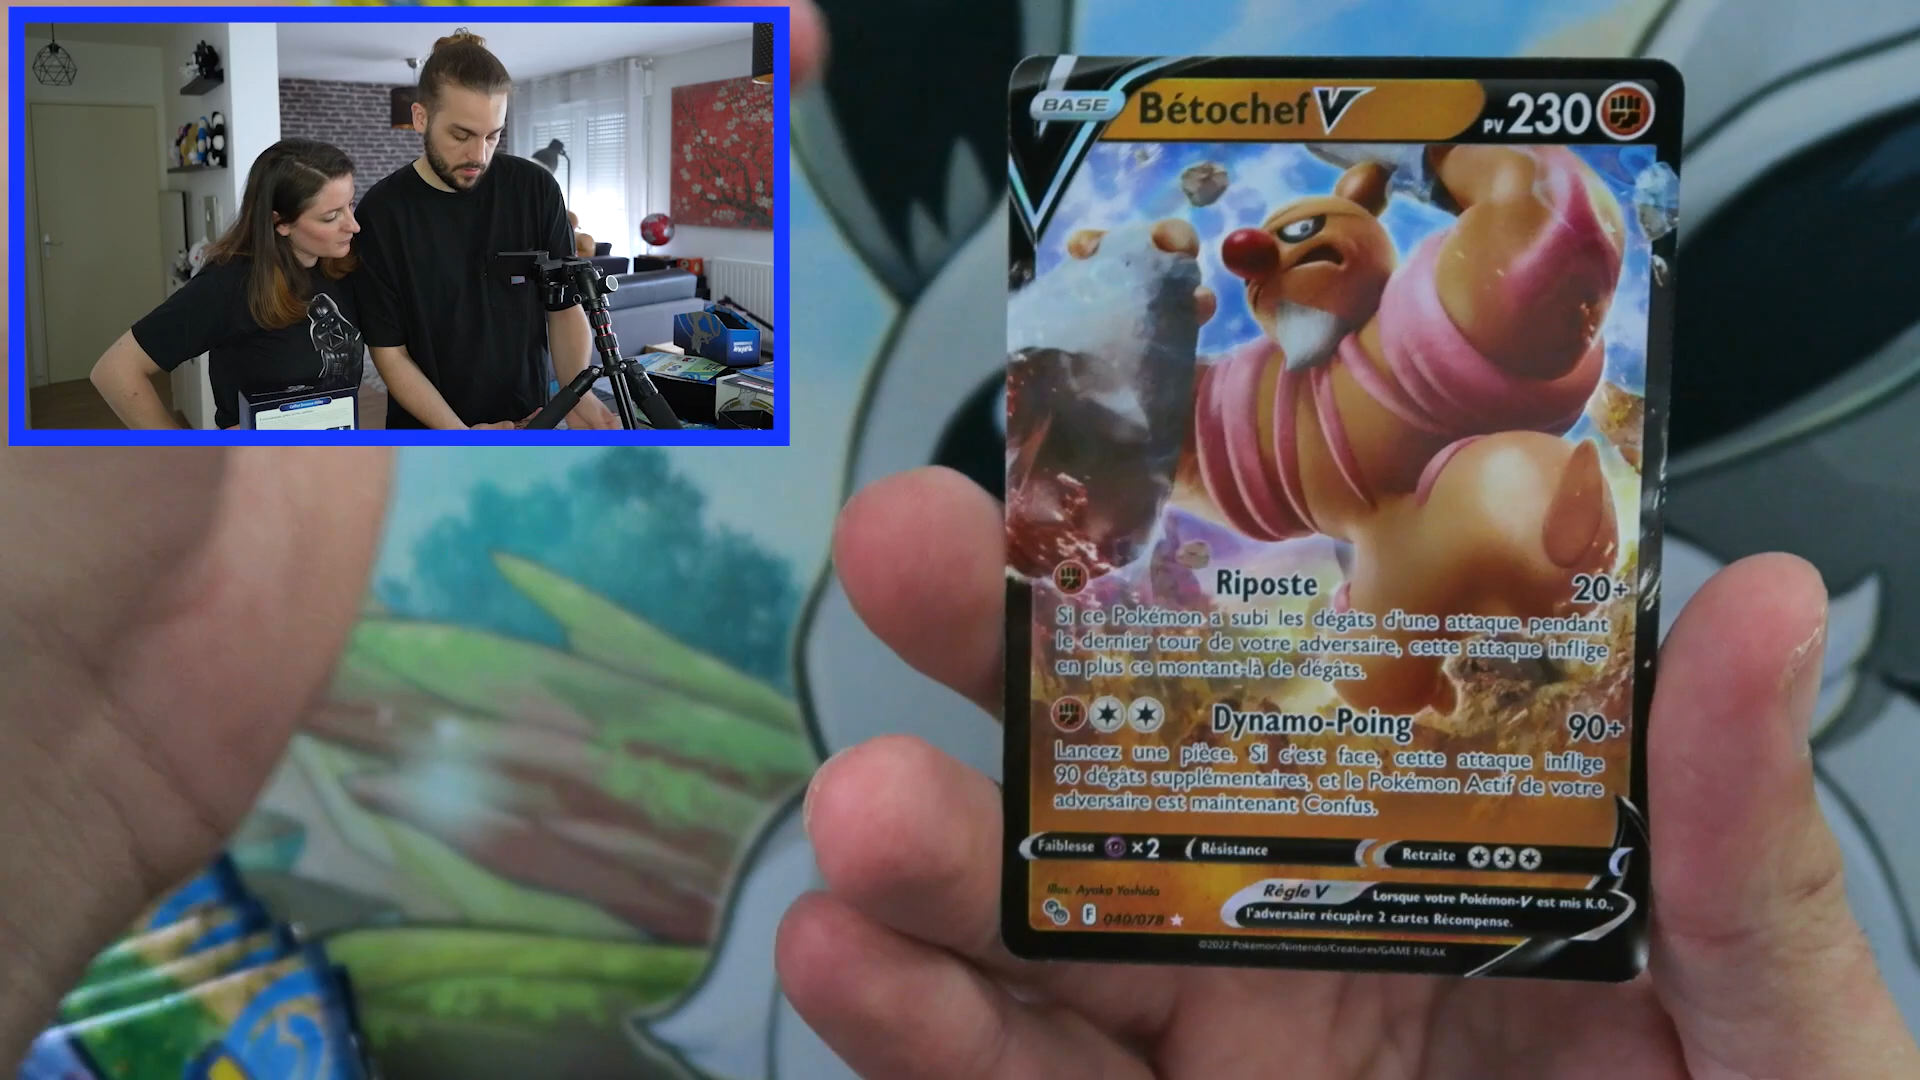 BASE Bétochef V PV 230
Riposte 20+
Si ce Pokémon a subi les dégâts d'une attaque pendant
le dernier tour de votre adversaire, cette attaque inflige
en plus ce montant-là de dégâts.
Dynamo-Poing 90+
Lancez une pièce. Si c'est face, cette attaque inflige
90 dégâts supplémentaires, et le Pokémon Actif de votre
adversaire est maintenant Confus.
Faiblesse ×2 Résistance Retraite
Illus. Ayaka Yoshida
F 040/078
Règle V Lorsque votre Pokémon-V est mis K.O.,
l'adversaire récupère 2 cartes Récompense.
©2022 Pokémon/Nintendo/Creatures/GAME FREAK